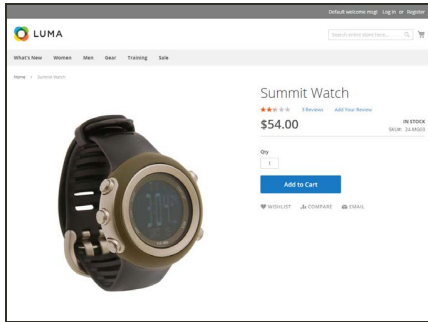 Default welcome msg! Log In or Register
LUMA
Search entire store here...
What's New Women Men Gear Training Sale
Home > Summit Watch
Summit Watch
3 Reviews Add Your Review
$54.00
IN STOCK
SKU#: 24-MG03
Qty
1
Add to Cart
WISHLIST COMPARE EMAIL